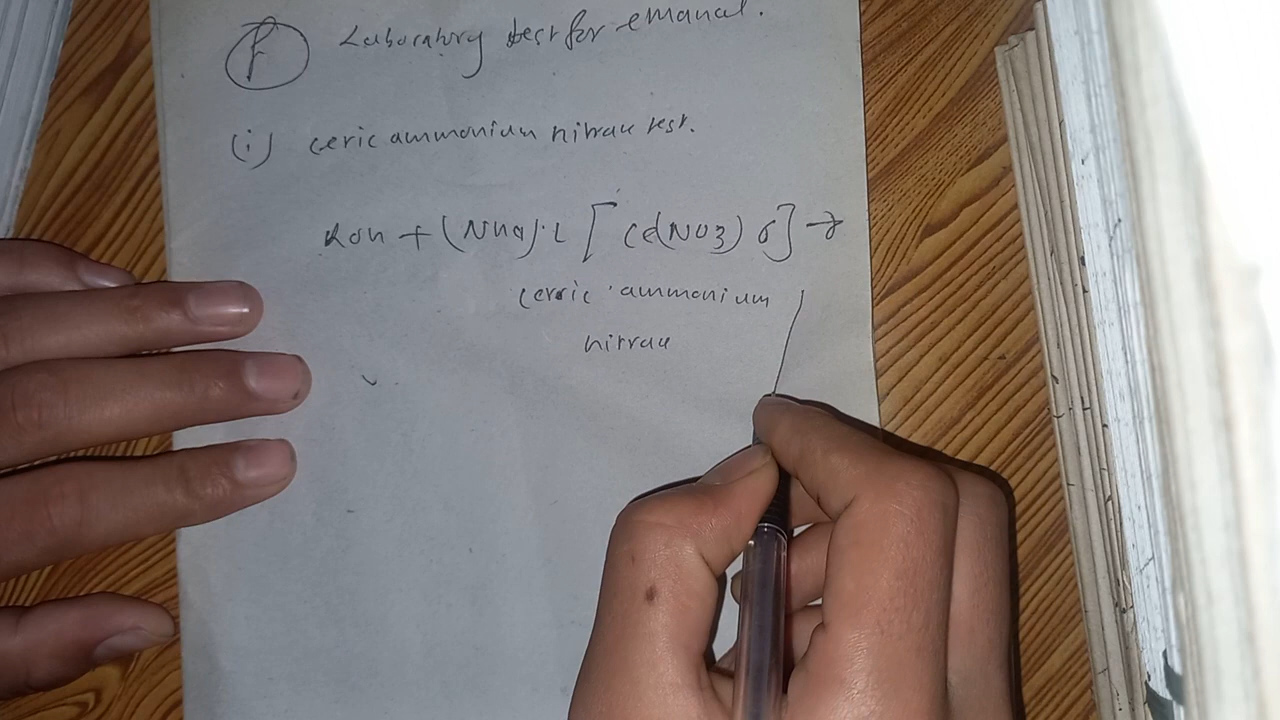 F Laboratory test for ethanol.
(i) ceric ammonium nitrate test.
ROH + (NH4)2 [Ce(NO3)6] →
ceric ammonium
nitrate